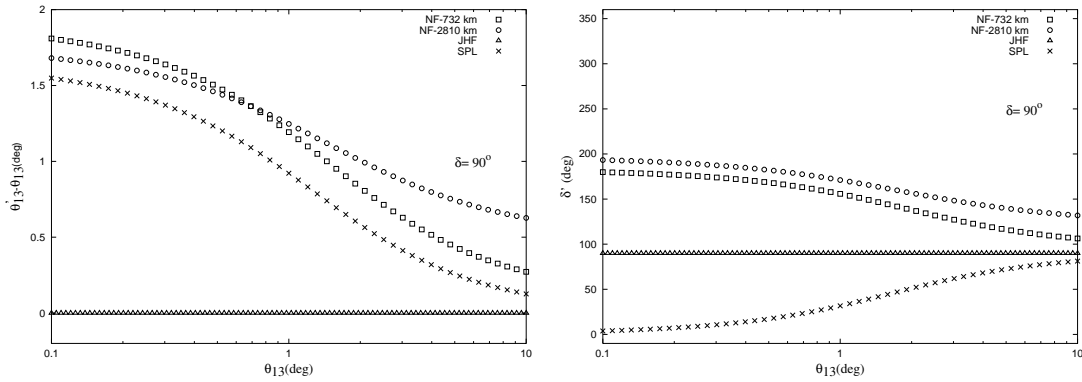 2
1.5
1
0.5
0
0.1
1
10
θ13(deg)
θ'13-θ13(deg)
NF-732 km
NF-2810 km
JHF
SPL
δ= 90°
350
300
250
200
150
100
50
0
0.1
1
10
θ13(deg)
δ' (deg)
NF-732 km
NF-2810 km
JHF
SPL
δ= 90°